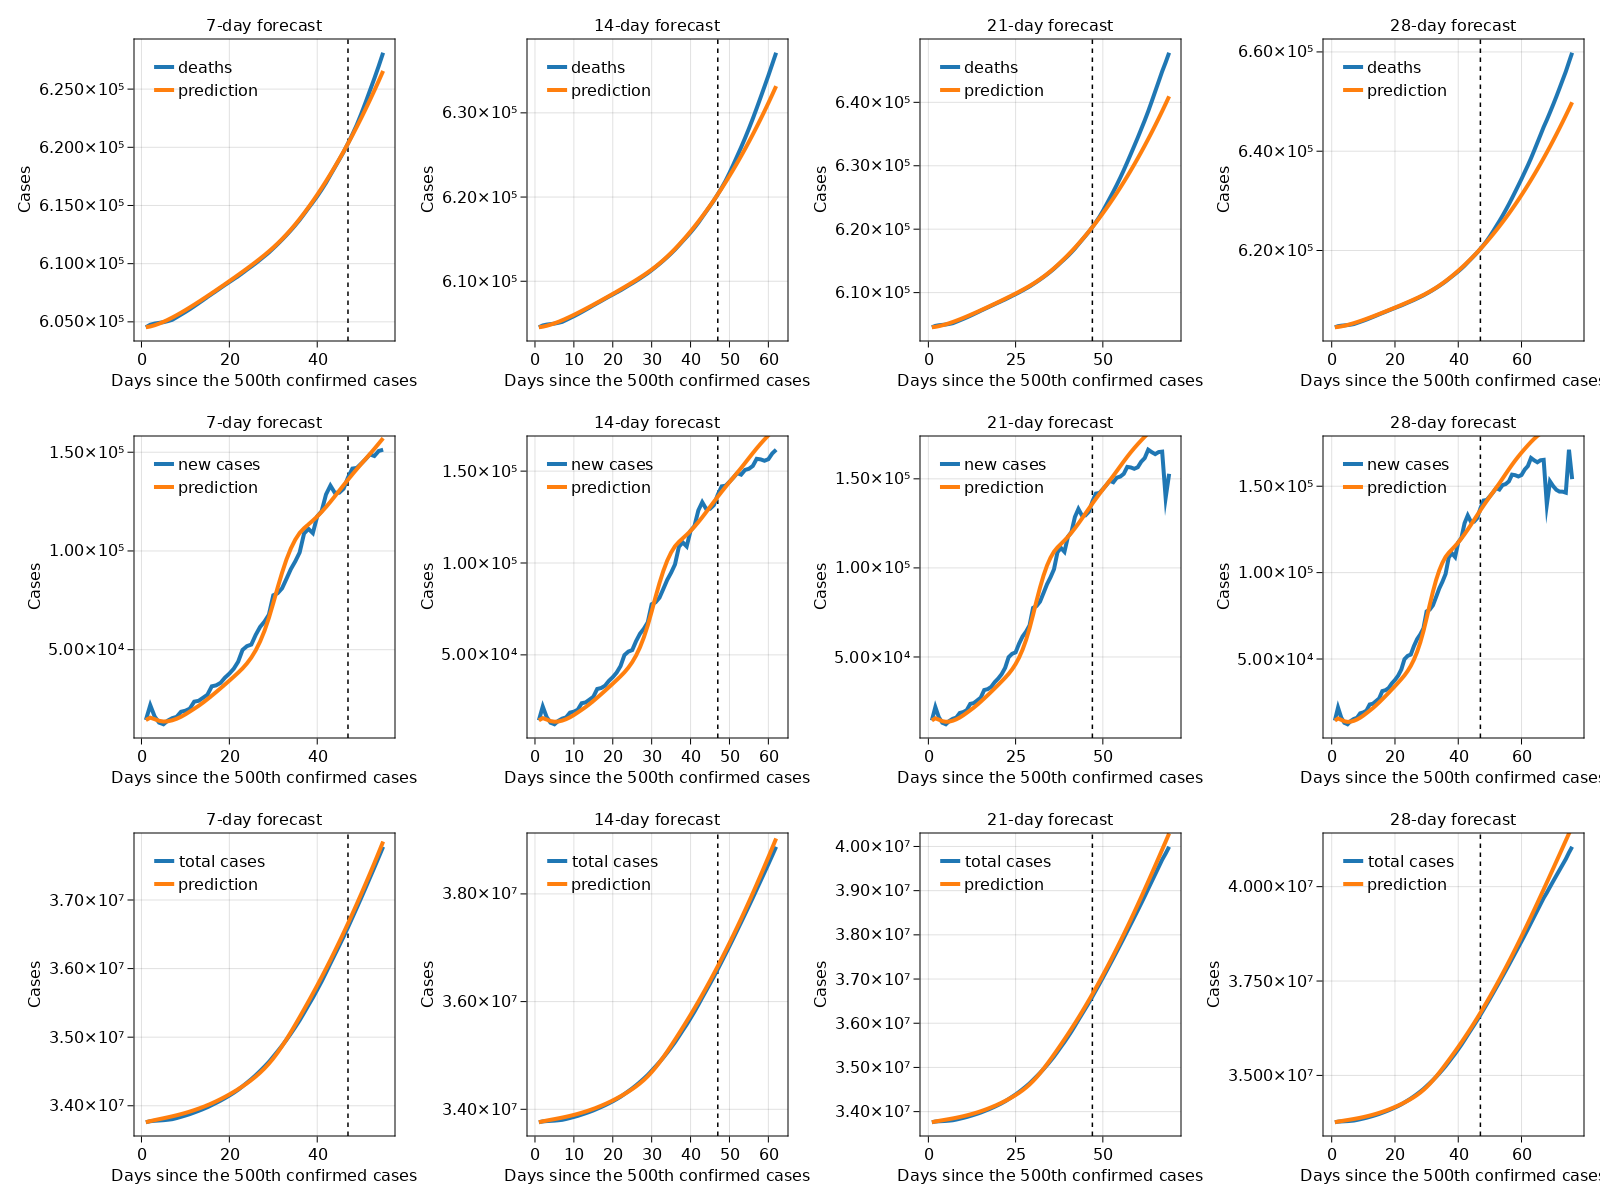 7-day forecast
14-day forecast
21-day forecast
28-day forecast
deaths
prediction
6.250×10⁵
6.200×10⁵
6.150×10⁵
6.100×10⁵
6.050×10⁵
Cases
0 20 40
Days since the 500th confirmed cases
deaths
prediction
6.30×10⁵
6.20×10⁵
6.10×10⁵
Cases
0 10 20 30 40 50 60
Days since the 500th confirmed cases
deaths
prediction
6.40×10⁵
6.30×10⁵
6.20×10⁵
6.10×10⁵
Cases
0 25 50
Days since the 500th confirmed cases
deaths
prediction
6.60×10⁵
6.40×10⁵
6.20×10⁵
Cases
0 20 40 60
Days since the 500th confirmed cases
7-day forecast
14-day forecast
21-day forecast
28-day forecast
new cases
prediction
1.50×10⁵
1.00×10⁵
5.00×10⁴
Cases
0 20 40
Days since the 500th confirmed cases
new cases
prediction
1.50×10⁵
1.00×10⁵
5.00×10⁴
Cases
0 10 20 30 40 50 60
Days since the 500th confirmed cases
new cases
prediction
1.50×10⁵
1.00×10⁵
5.00×10⁴
Cases
0 25 50
Days since the 500th confirmed cases
new cases
prediction
1.50×10⁵
1.00×10⁵
5.00×10⁴
Cases
0 20 40 60
Days since the 500th confirmed cases
7-day forecast
14-day forecast
21-day forecast
28-day forecast
total cases
prediction
3.70×10⁷
3.60×10⁷
3.50×10⁷
3.40×10⁷
Cases
0 20 40
Days since the 500th confirmed cases
total cases
prediction
3.80×10⁷
3.60×10⁷
3.40×10⁷
Cases
0 10 20 30 40 50 60
Days since the 500th confirmed cases
total cases
prediction
4.00×10⁷
3.90×10⁷
3.80×10⁷
3.70×10⁷
3.60×10⁷
3.50×10⁷
3.40×10⁷
Cases
0 25 50
Days since the 500th confirmed cases
total cases
prediction
4.000×10⁷
3.750×10⁷
3.500×10⁷
Cases
0 20 40 60
Days since the 500th confirmed cases